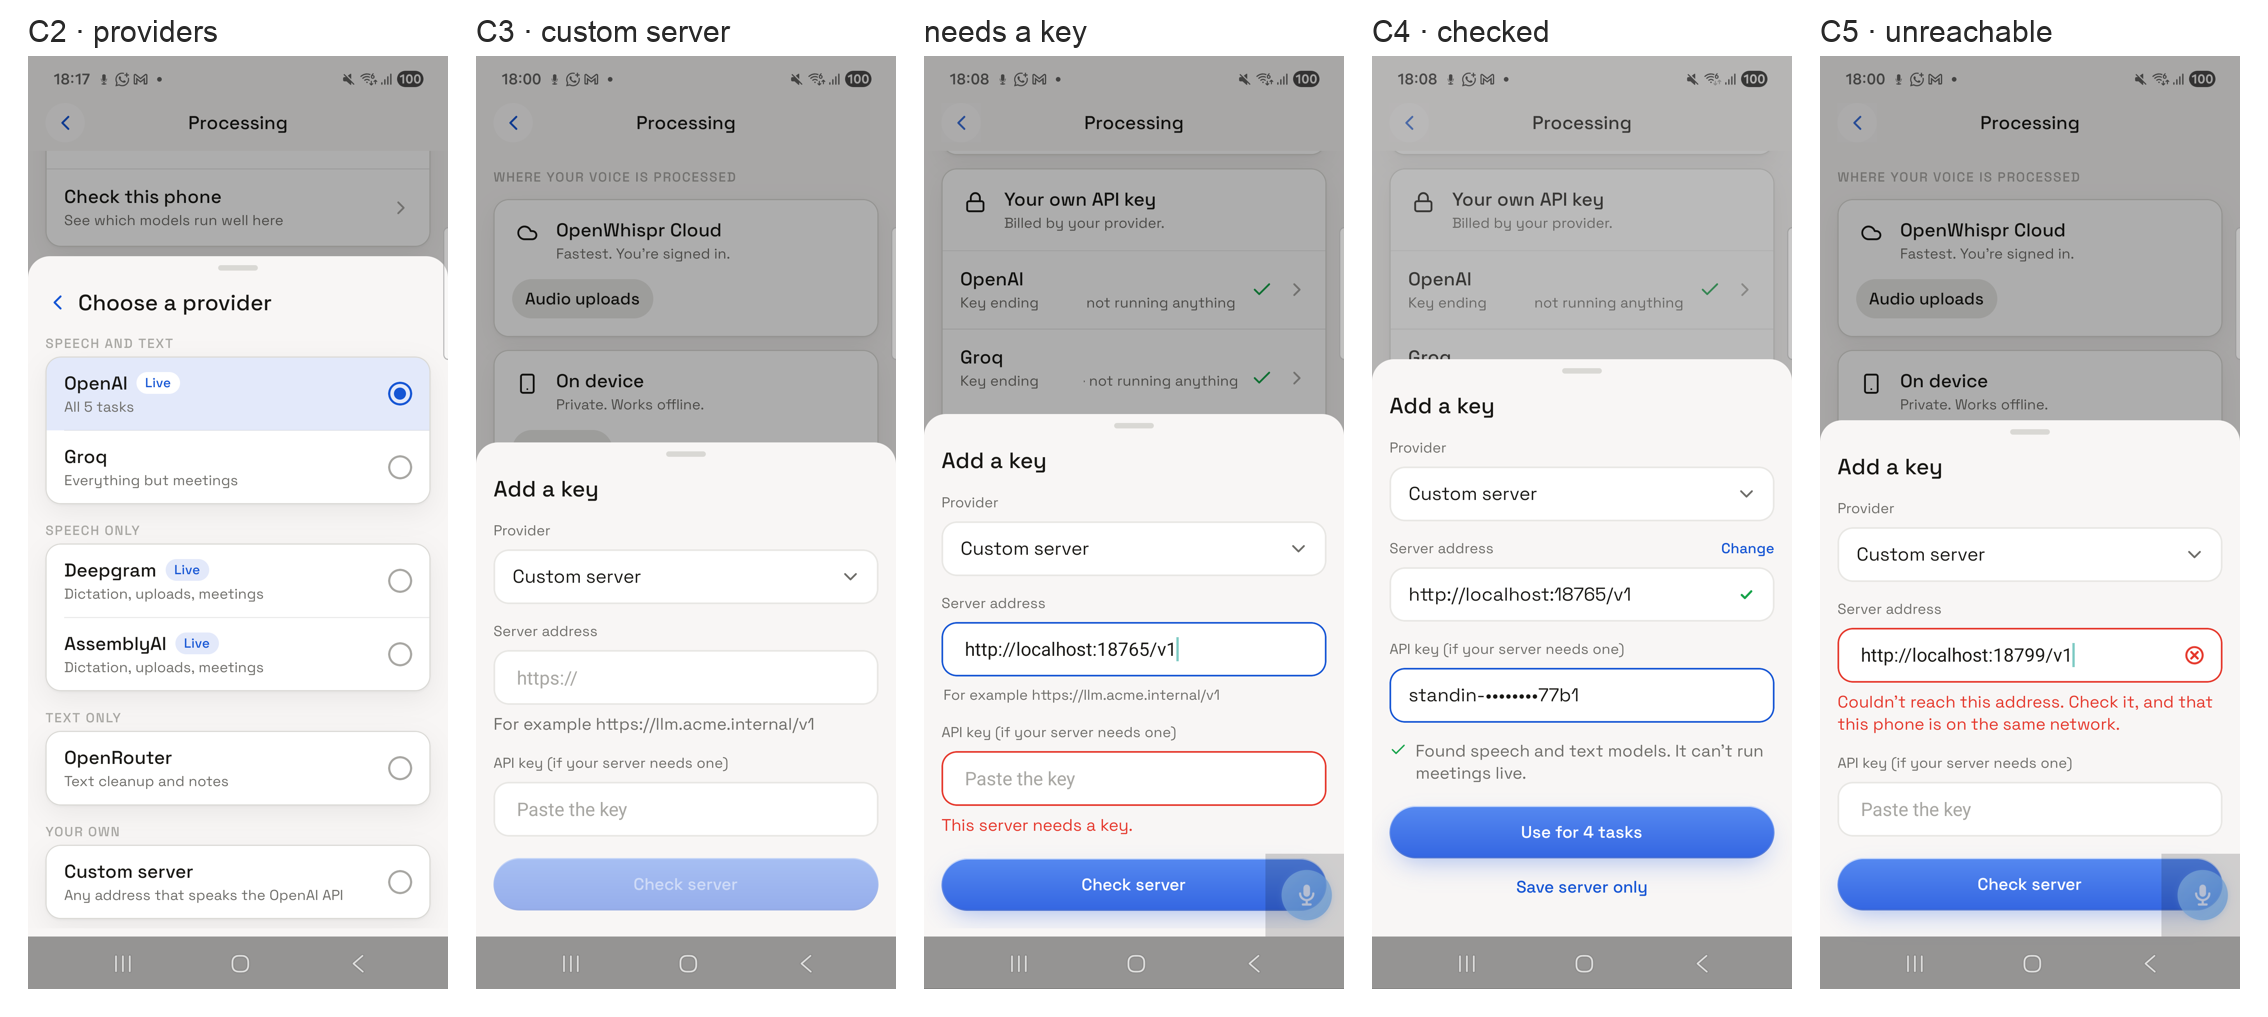 C2 · providers
18:17
100
Processing
Check this phone
See which models run well here
Choose a provider
SPEECH AND TEXT
OpenAI Live
All 5 tasks
Groq
Everything but meetings
SPEECH ONLY
Deepgram Live
Dictation, uploads, meetings
AssemblyAI Live
Dictation, uploads, meetings
TEXT ONLY
OpenRouter
Text cleanup and notes
YOUR OWN
Custom server
Any address that speaks the OpenAI API
C3 · custom server
18:00
100
Processing
WHERE YOUR VOICE IS PROCESSED
OpenWhispr Cloud
Fastest. You're signed in.
Audio uploads
On device
Private. Works offline.
Add a key
Provider
Custom server
Server address
https://
For example https://llm.acme.internal/v1
API key (if your server needs one)
Paste the key
Check server
needs a key
18:08
100
Processing
Your own API key
Billed by your provider.
OpenAI
Key ending not running anything
Groq
Key ending · not running anything
Add a key
Provider
Custom server
Server address
http://localhost:18765/v1
For example https://llm.acme.internal/v1
API key (if your server needs one)
Paste the key
This server needs a key.
Check server
C4 · checked
18:08
100
Processing
Your own API key
Billed by your provider.
OpenAI
Key ending not running anything
Groq
Add a key
Provider
Custom server
Server address Change
http://localhost:18765/v1
API key (if your server needs one)
standin-••••••••77b1
Found speech and text models. It can't run
meetings live.
Use for 4 tasks
Save server only
C5 · unreachable
18:00
100
Processing
WHERE YOUR VOICE IS PROCESSED
OpenWhispr Cloud
Fastest. You're signed in.
Audio uploads
On device
Private. Works offline.
Add a key
Provider
Custom server
Server address
http://localhost:18799/v1
Couldn't reach this address. Check it, and that
this phone is on the same network.
API key (if your server needs one)
Paste the key
Check server